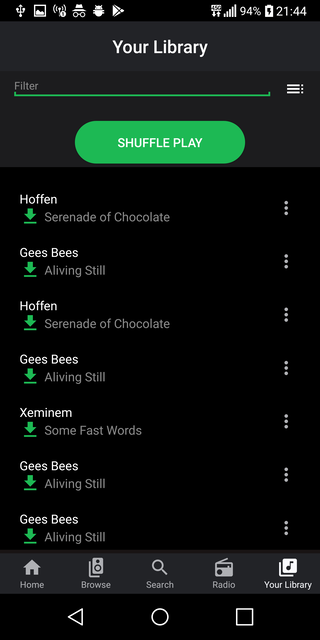 94% 21:44
Your Library
Filter
SHUFFLE PLAY
Hoffen
Serenade of Chocolate
Gees Bees
Aliving Still
Hoffen
Serenade of Chocolate
Gees Bees
Aliving Still
Xeminem
Some Fast Words
Gees Bees
Aliving Still
Gees Bees
Aliving Still
Home Browse Search Radio Your Library